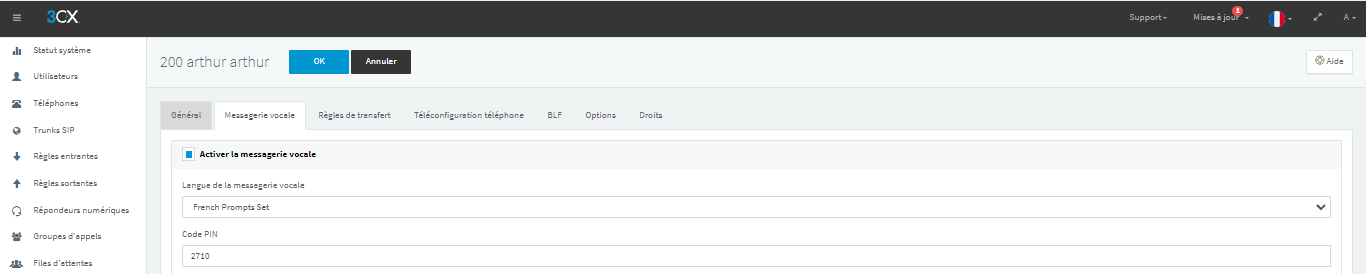 3CX
Support
Mises à jour
1
A
Statut système
Utilisateurs
Téléphones
Trunks SIP
Règles entrantes
Règles sortantes
Répondeurs numériques
Groupes d'appels
Files d'attentes
200 arthur arthur
OK
Annuler
Aide
Général
Messagerie vocale
Règles de transfert
Téléconfiguration téléphone
BLF
Options
Droits
Activer la messagerie vocale
Langue de la messagerie vocale
French Prompts Set
Code PIN
2710